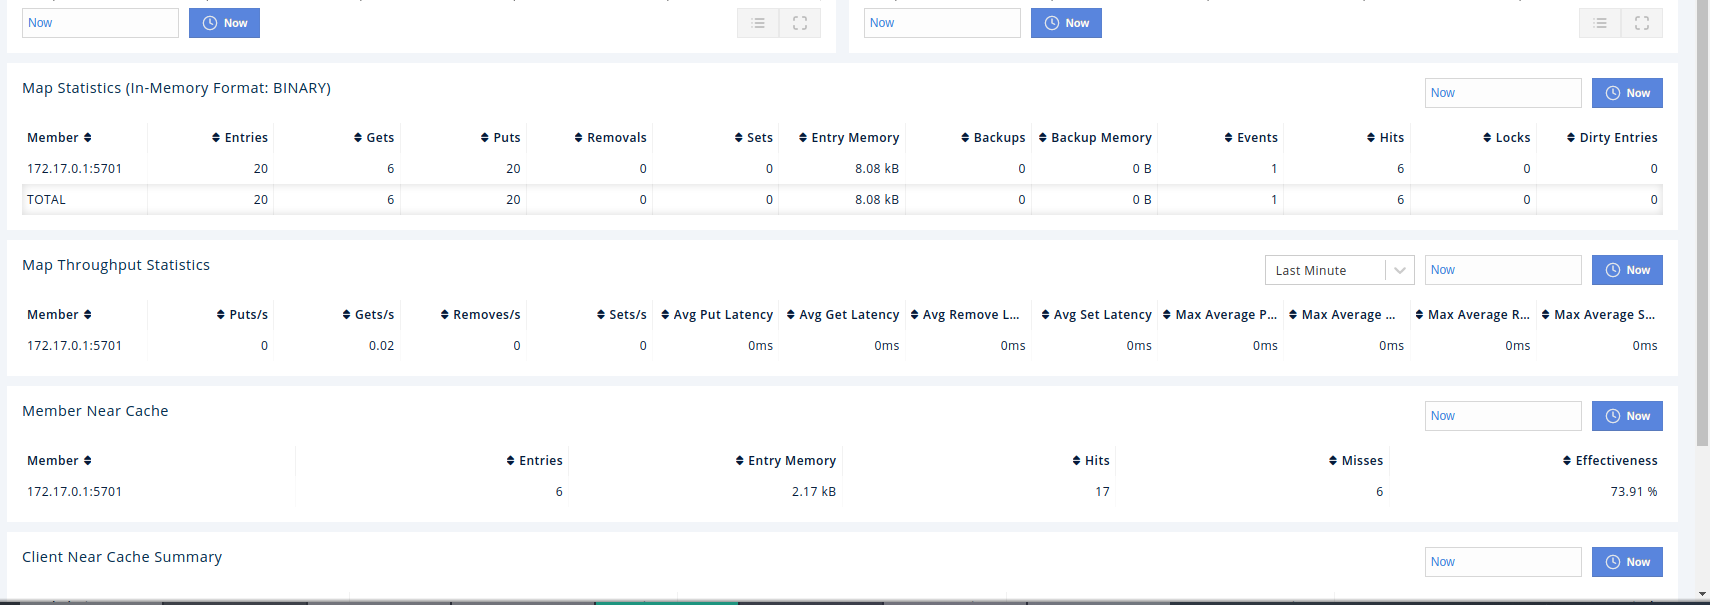 Now Now Now Now
Map Statistics (In-Memory Format: BINARY) Now Now
Member Entries Gets Puts Removals Sets Entry Memory Backups Backup Memory Events Hits Locks Dirty Entries
172.17.0.1:5701 20 6 20 0 0 8.08 kB 0 0 B 1 6 0 0
TOTAL 20 6 20 0 0 8.08 kB 0 0 B 1 6 0 0
Map Throughput Statistics Last Minute Now Now
Member Puts/s Gets/s Removes/s Sets/s Avg Put Latency Avg Get Latency Avg Remove L... Avg Set Latency Max Average P... Max Average ... Max Average R... Max Average S...
172.17.0.1:5701 0 0.02 0 0 0ms 0ms 0ms 0ms 0ms 0ms 0ms 0ms
Member Near Cache Now Now
Member Entries Entry Memory Hits Misses Effectiveness
172.17.0.1:5701 6 2.17 kB 17 6 73.91 %
Client Near Cache Summary Now Now